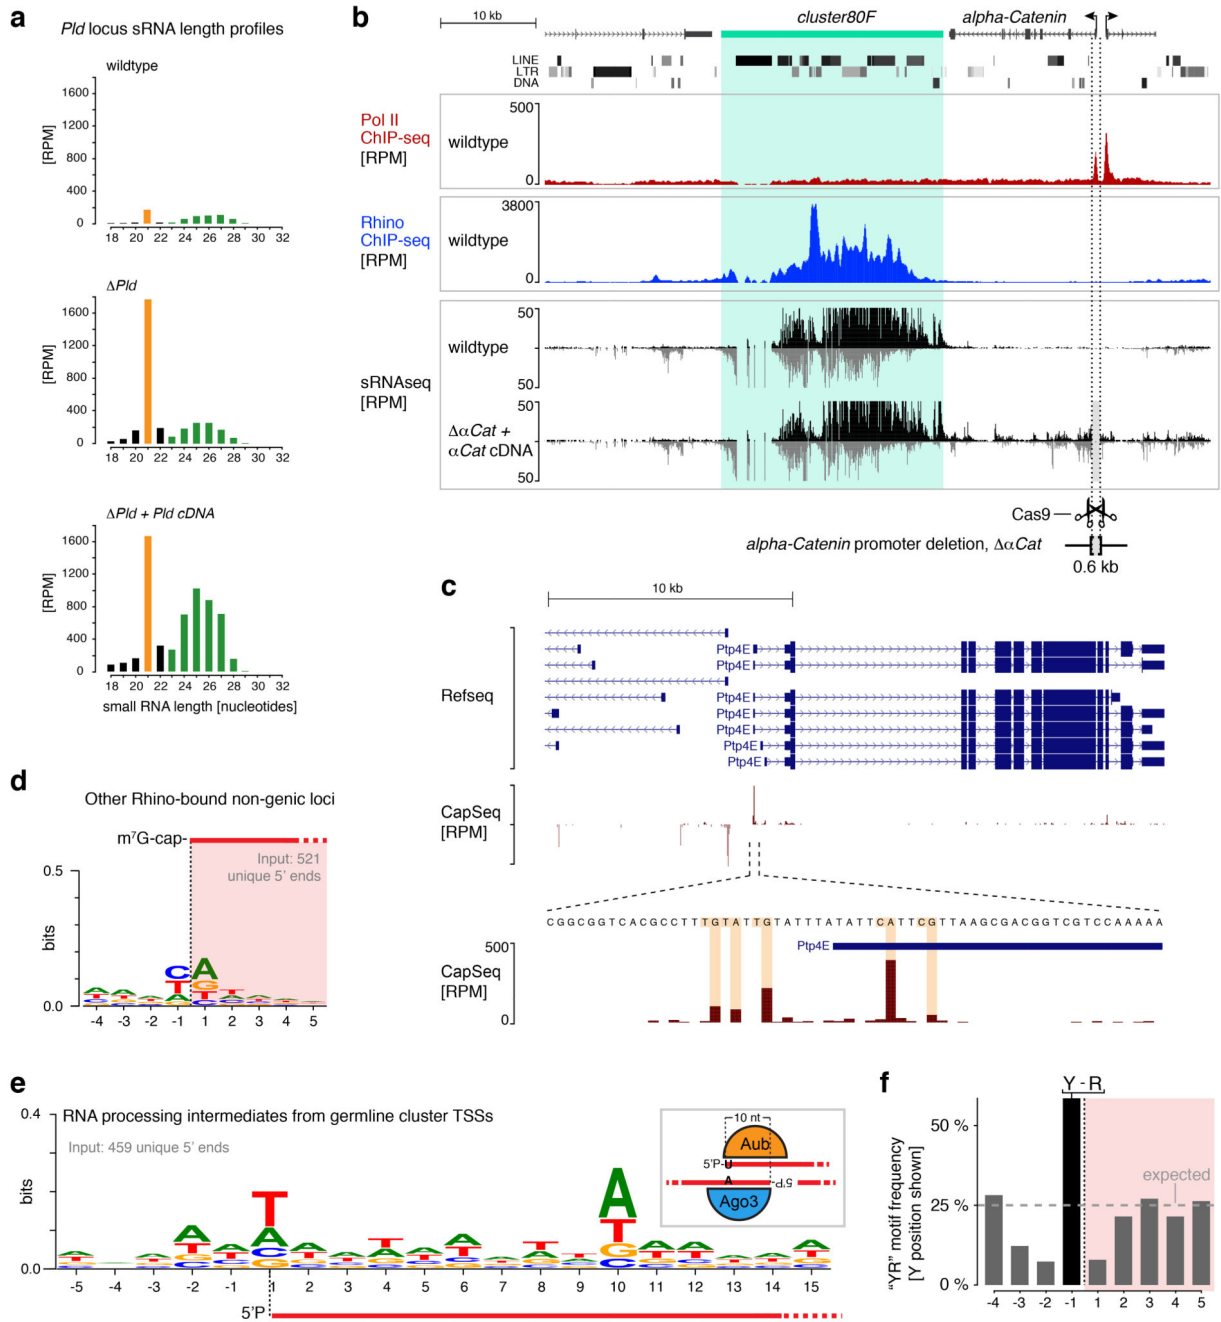 a
Pld locus sRNA length profiles
wildtype
1600
1200
800
400
0
[RPM]
18 20 22 24 26 28 30 32
ΔPld
1600
1200
800
400
0
[RPM]
18 20 22 24 26 28 30 32
ΔPld + Pld cDNA
1600
1200
800
400
0
[RPM]
18 20 22 24 26 28 30 32
small RNA length [nucleotides]
b
10 kb
cluster80F
alpha-Catenin
LINE
LTR
DNA
Pol II
ChIP-seq
[RPM]
wildtype
500
0
Rhino
ChIP-seq
[RPM]
wildtype
3800
0
sRNAseq
[RPM]
wildtype
50
50
ΔαCat +
αCat cDNA
50
50
Cas9
alpha-Catenin promoter deletion, ΔαCat
0.6 kb
c
10 kb
Refseq
Ptp4E
Ptp4E
Ptp4E
Ptp4E
Ptp4E
Ptp4E
Ptp4E
CapSeq
[RPM]
CGGCGGTCACGCCTTTTGTATTGTATTTATATTCATTCGTTAAGCGACGGTCGTCCAAAAA
Ptp4E
CapSeq
[RPM]
500
0
d
Other Rhino-bound non-genic loci
m7G-cap-
Input: 521
unique 5' ends
0.5
0.0
bits
-4 -3 -2 -1 1 2 3 4 5
e
RNA processing intermediates from germline cluster TSSs
Input: 459 unique 5' ends
0.4
0.0
bits
-5 -4 -3 -2 -1 1 2 3 4 5 6 7 8 9 10 11 12 13 14 15
5'P
10 nt
Aub
5'P-U
A
-P'5
Ago3
f
Y - R
50 %
25 %
0 %
expected
"YR" motif frequency
[Y position shown]
-4 -3 -2 -1 1 2 3 4 5